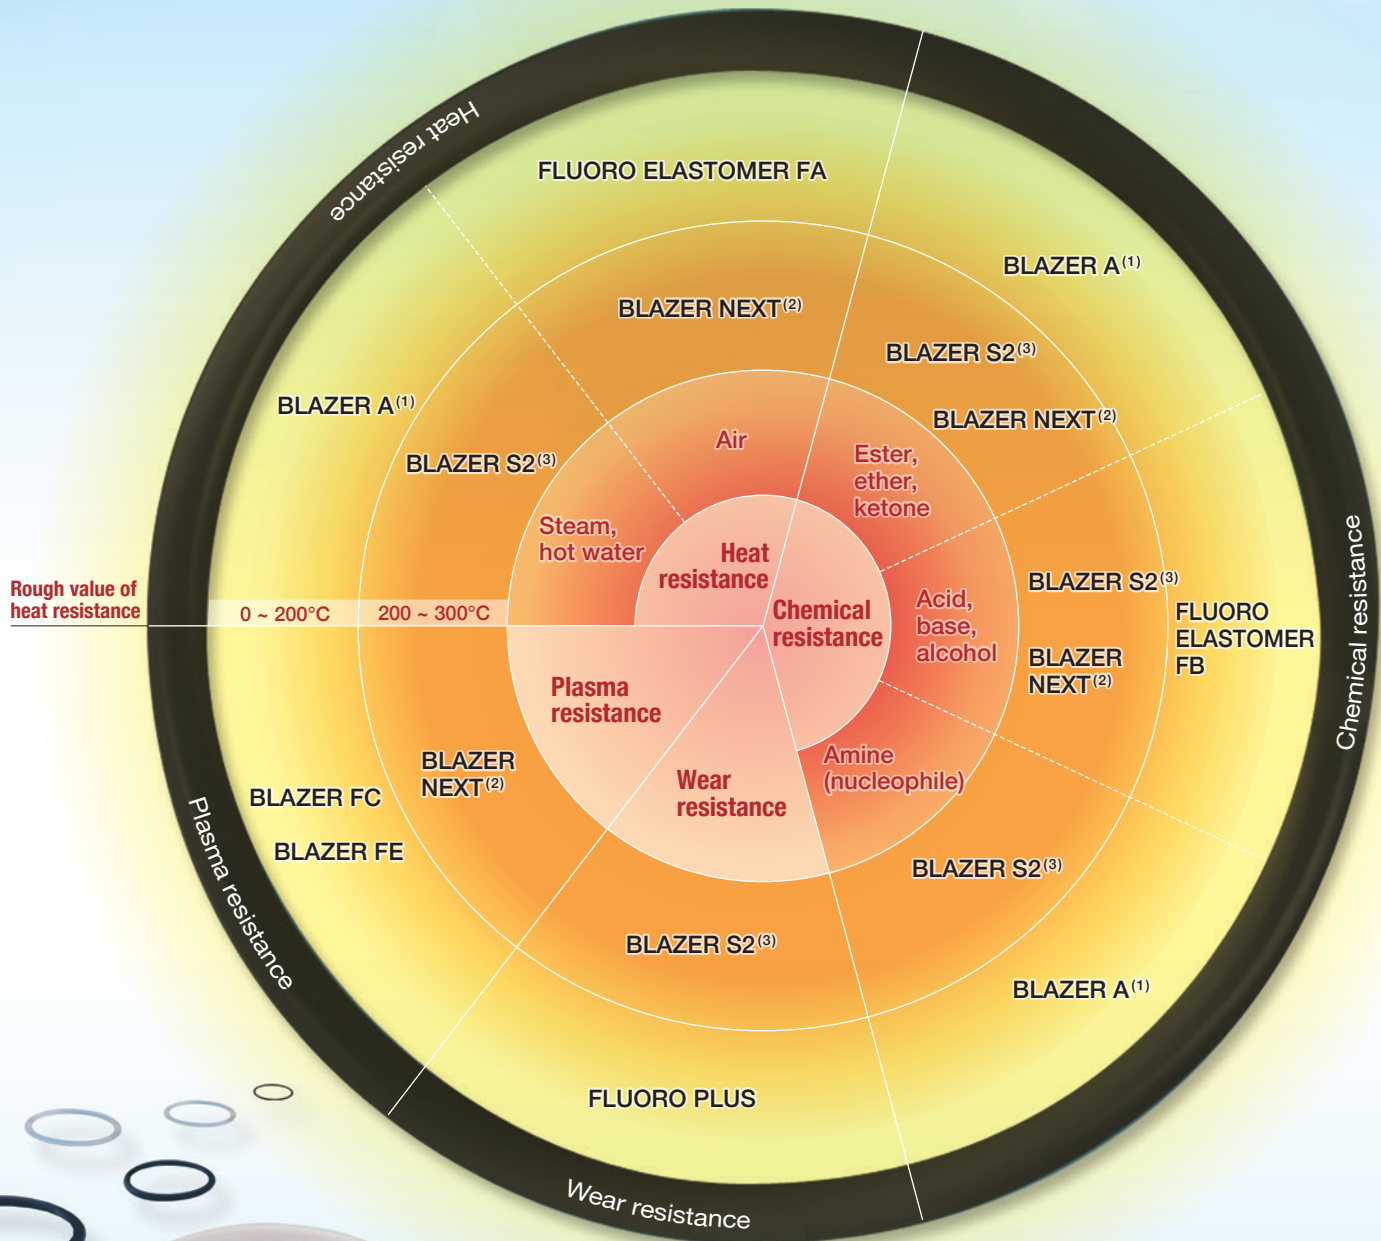 Heat resistance
FLUORO ELASTOMER FA
BLAZER A(1)
BLAZER NEXT(2)
BLAZER S2(3)
BLAZER NEXT(2)
BLAZER A(1)
BLAZER S2(3)
Air
Ester,
ether,
ketone
Steam,
hot water
Heat
resistance
Chemical
resistance
Acid,
base,
alcohol
BLAZER S2(3)
BLAZER
NEXT(2)
FLUORO
ELASTOMER
FB
Chemical resistance
Rough value of
heat resistance
0 ~ 200°C
200 ~ 300°C
Plasma
resistance
Wear
resistance
Amine
(nucleophile)
BLAZER
NEXT(2)
BLAZER FC
BLAZER FE
Plasma resistance
BLAZER S2(3)
BLAZER S2(3)
BLAZER A(1)
FLUORO PLUS
Wear resistance